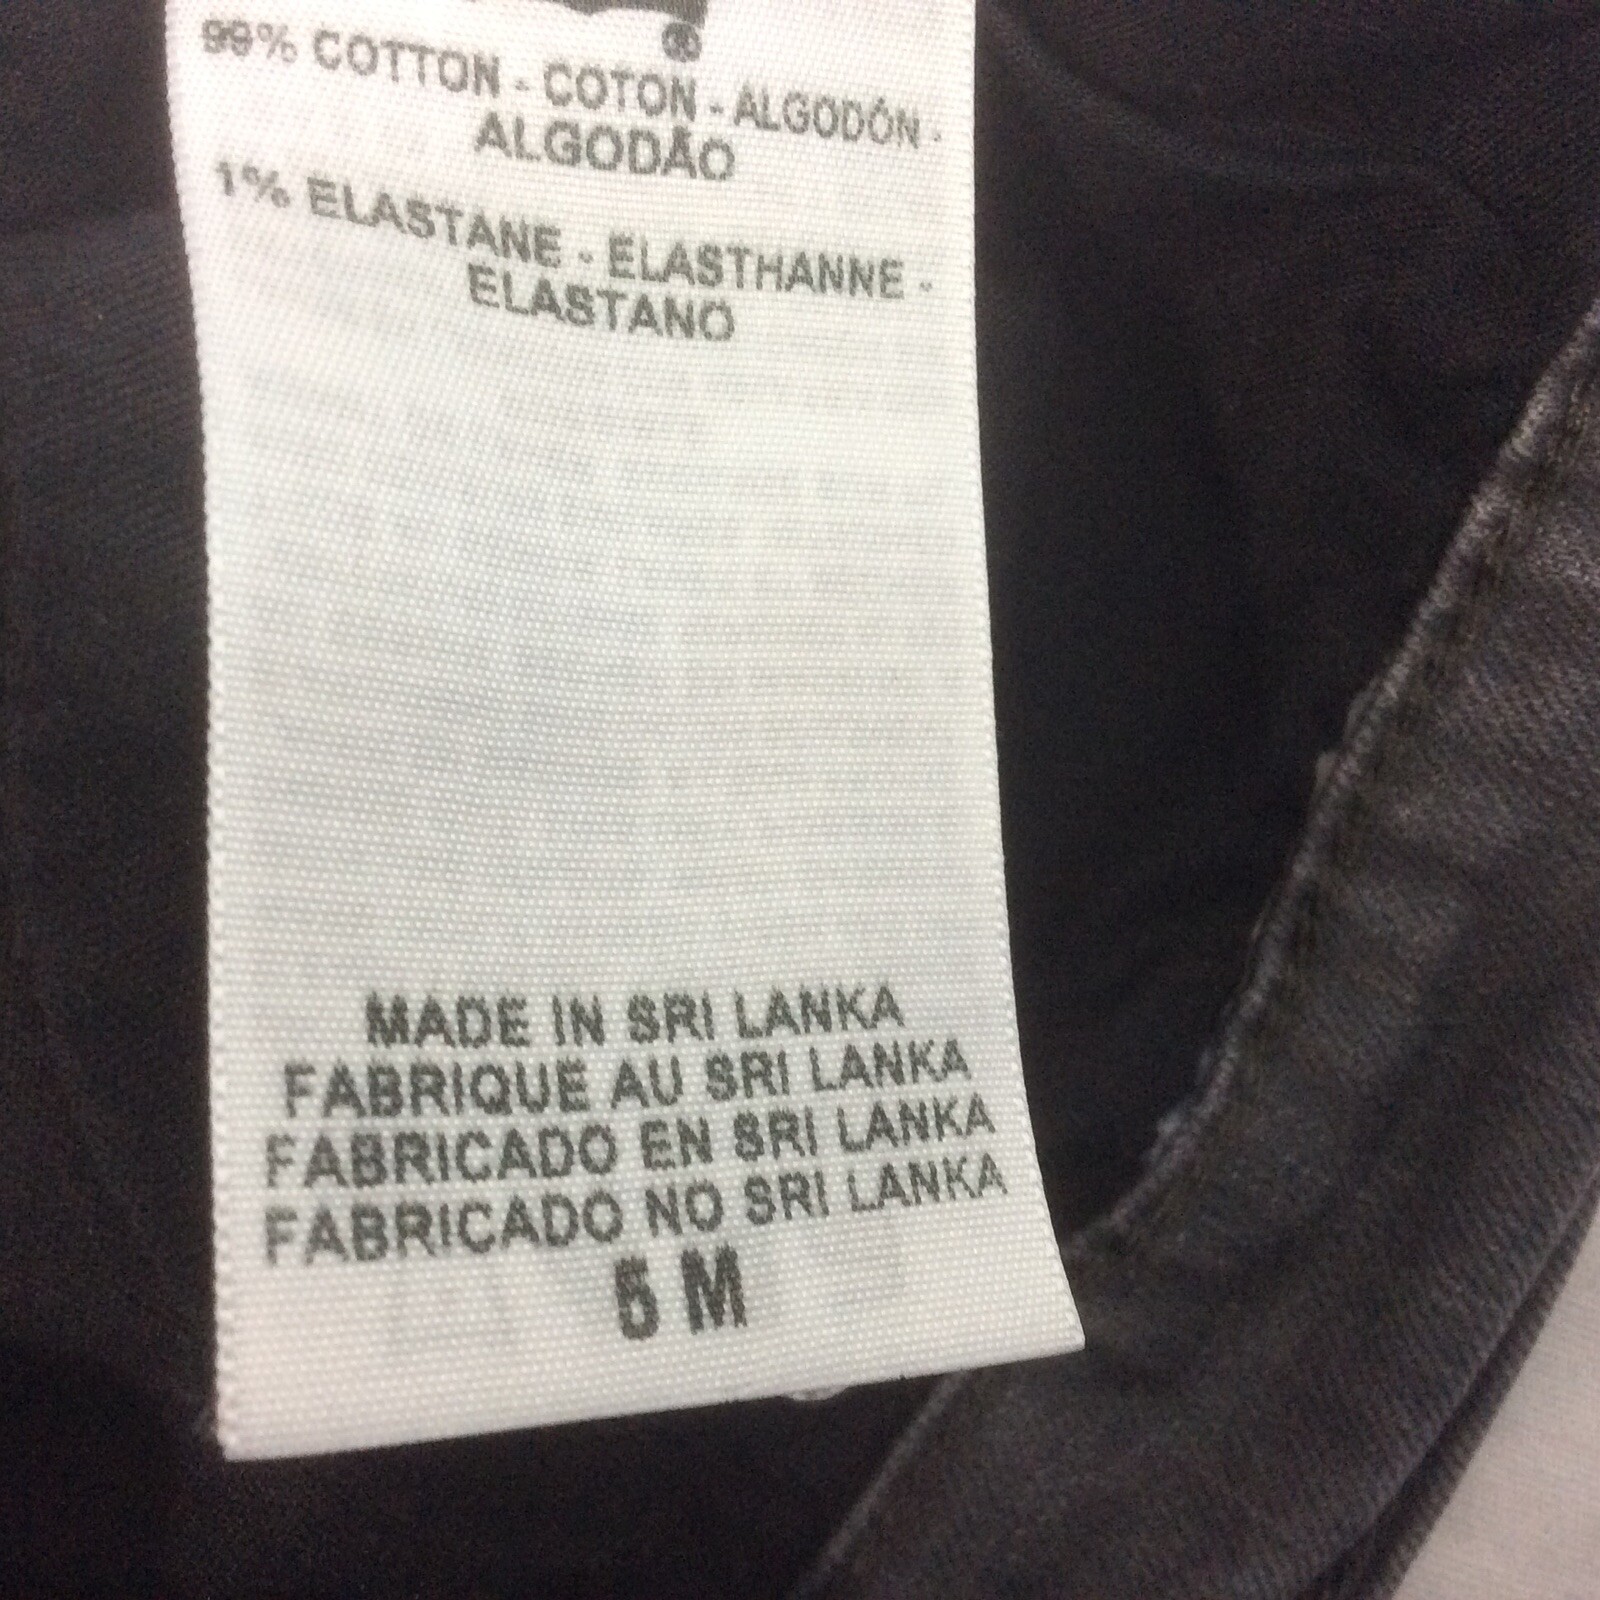 ®
99% COTTON - COTON - ALGODÓN -
ALGODÃO
1% ELASTANE - ELASTHANNE -
ELASTANO
MADE IN SRI LANKA
FABRIQUE AU SRI LANKA
FABRICADO EN SRI LANKA
FABRICADO NO SRI LANKA
5 M